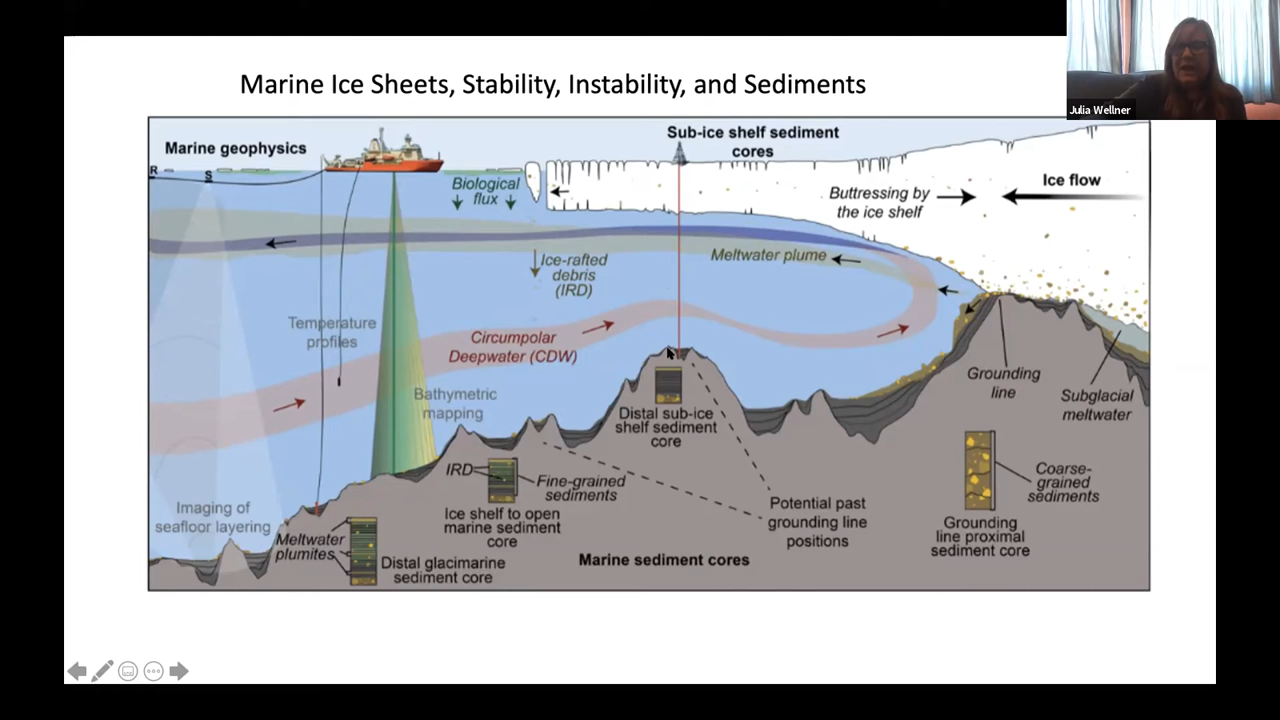 Marine Ice Sheets, Stability, Instability, and Sediments
Julia Wellner
Marine geophysics
R
S
Biological
flux
Sub-ice shelf sediment
cores
Buttressing by
the ice shelf
Ice flow
Meltwater plume
Ice-rafted
debris
(IRD)
Temperature
profiles
Circumpolar
Deepwater (CDW)
Bathymetric
mapping
Grounding
line
Subglacial
meltwater
Distal sub-ice
shelf sediment
core
IRD
Fine-grained
sediments
Ice shelf to open
marine sediment
core
Potential past
grounding line
positions
Coarse-
grained
sediments
Grounding
line proximal
sediment core
Imaging of
seafloor layering
Meltwater
plumites
Distal glacimarine
sediment core
Marine sediment cores